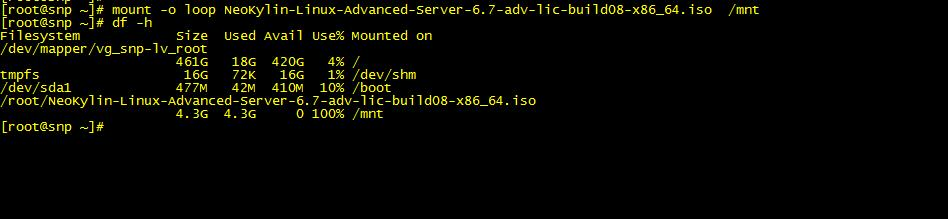 [root@snp ~]# mount -o loop NeoKylin-Linux-Advanced-Server-6.7-adv-lic-build08-x86_64.iso  /mnt
[root@snp ~]# df -h
Filesystem            Size  Used Avail Use% Mounted on
/dev/mapper/vg_snp-lv_root
                      461G   18G  420G   4% /
tmpfs                  16G   72K   16G   1% /dev/shm
/dev/sda1             477M   42M  410M  10% /boot
/root/NeoKylin-Linux-Advanced-Server-6.7-adv-lic-build08-x86_64.iso
                      4.3G  4.3G     0 100% /mnt
[root@snp ~]#